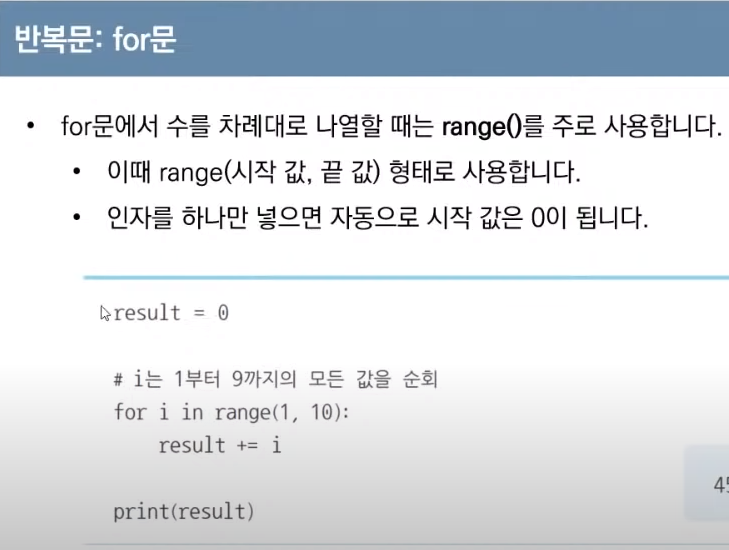 반복문: for문
• for문에서 수를 차례대로 나열할 때는 range()를 주로 사용합니다.
• 이때 range(시작 값, 끝 값) 형태로 사용합니다.
• 인자를 하나만 넣으면 자동으로 시작 값은 0이 됩니다.
result = 0
# i는 1부터 9까지의 모든 값을 순회
for i in range(1, 10):
    result += i
45
print(result)